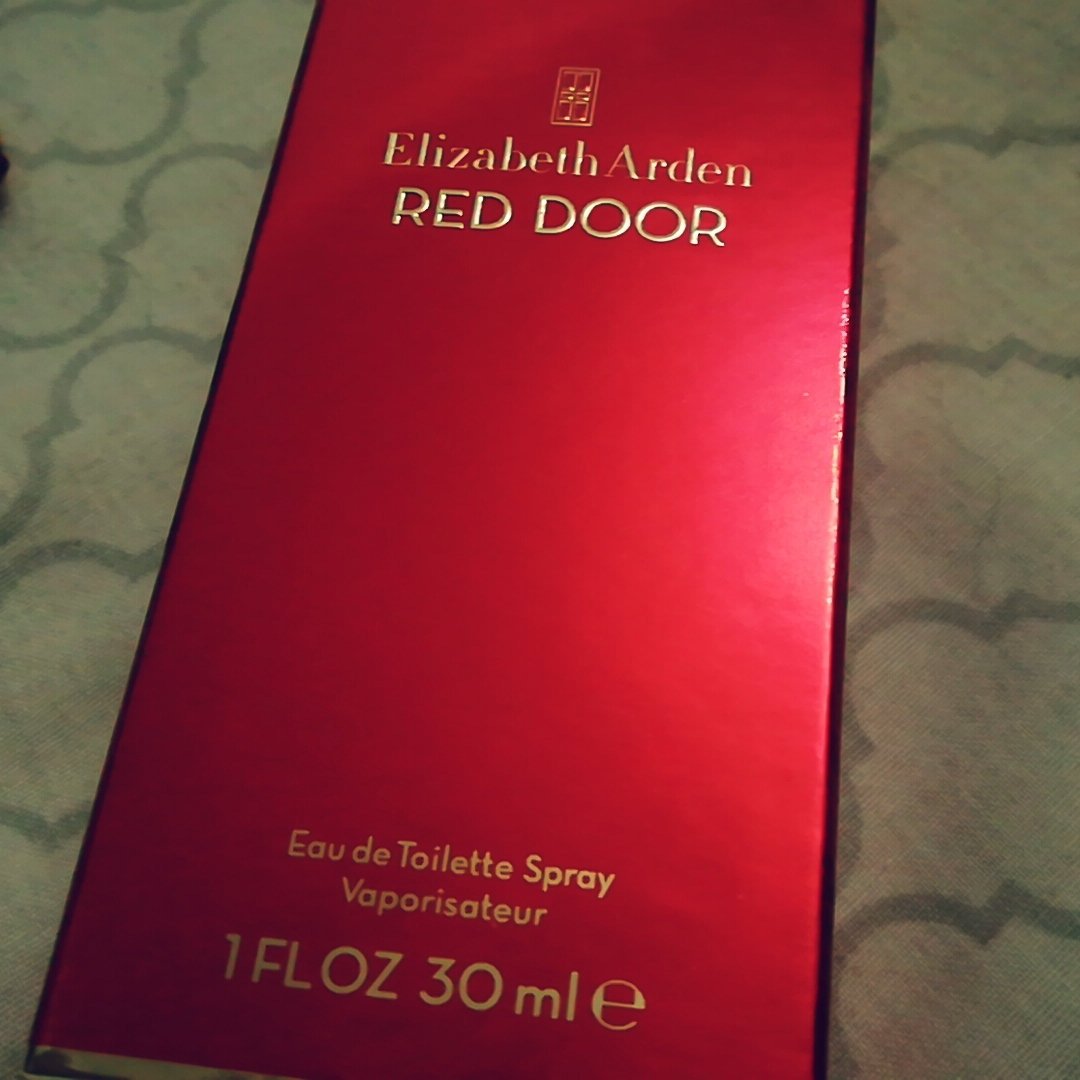 Elizabeth Arden
RED DOOR
Eau de Toilette Spray
Vaporisateur
1 FL OZ 30 ml e